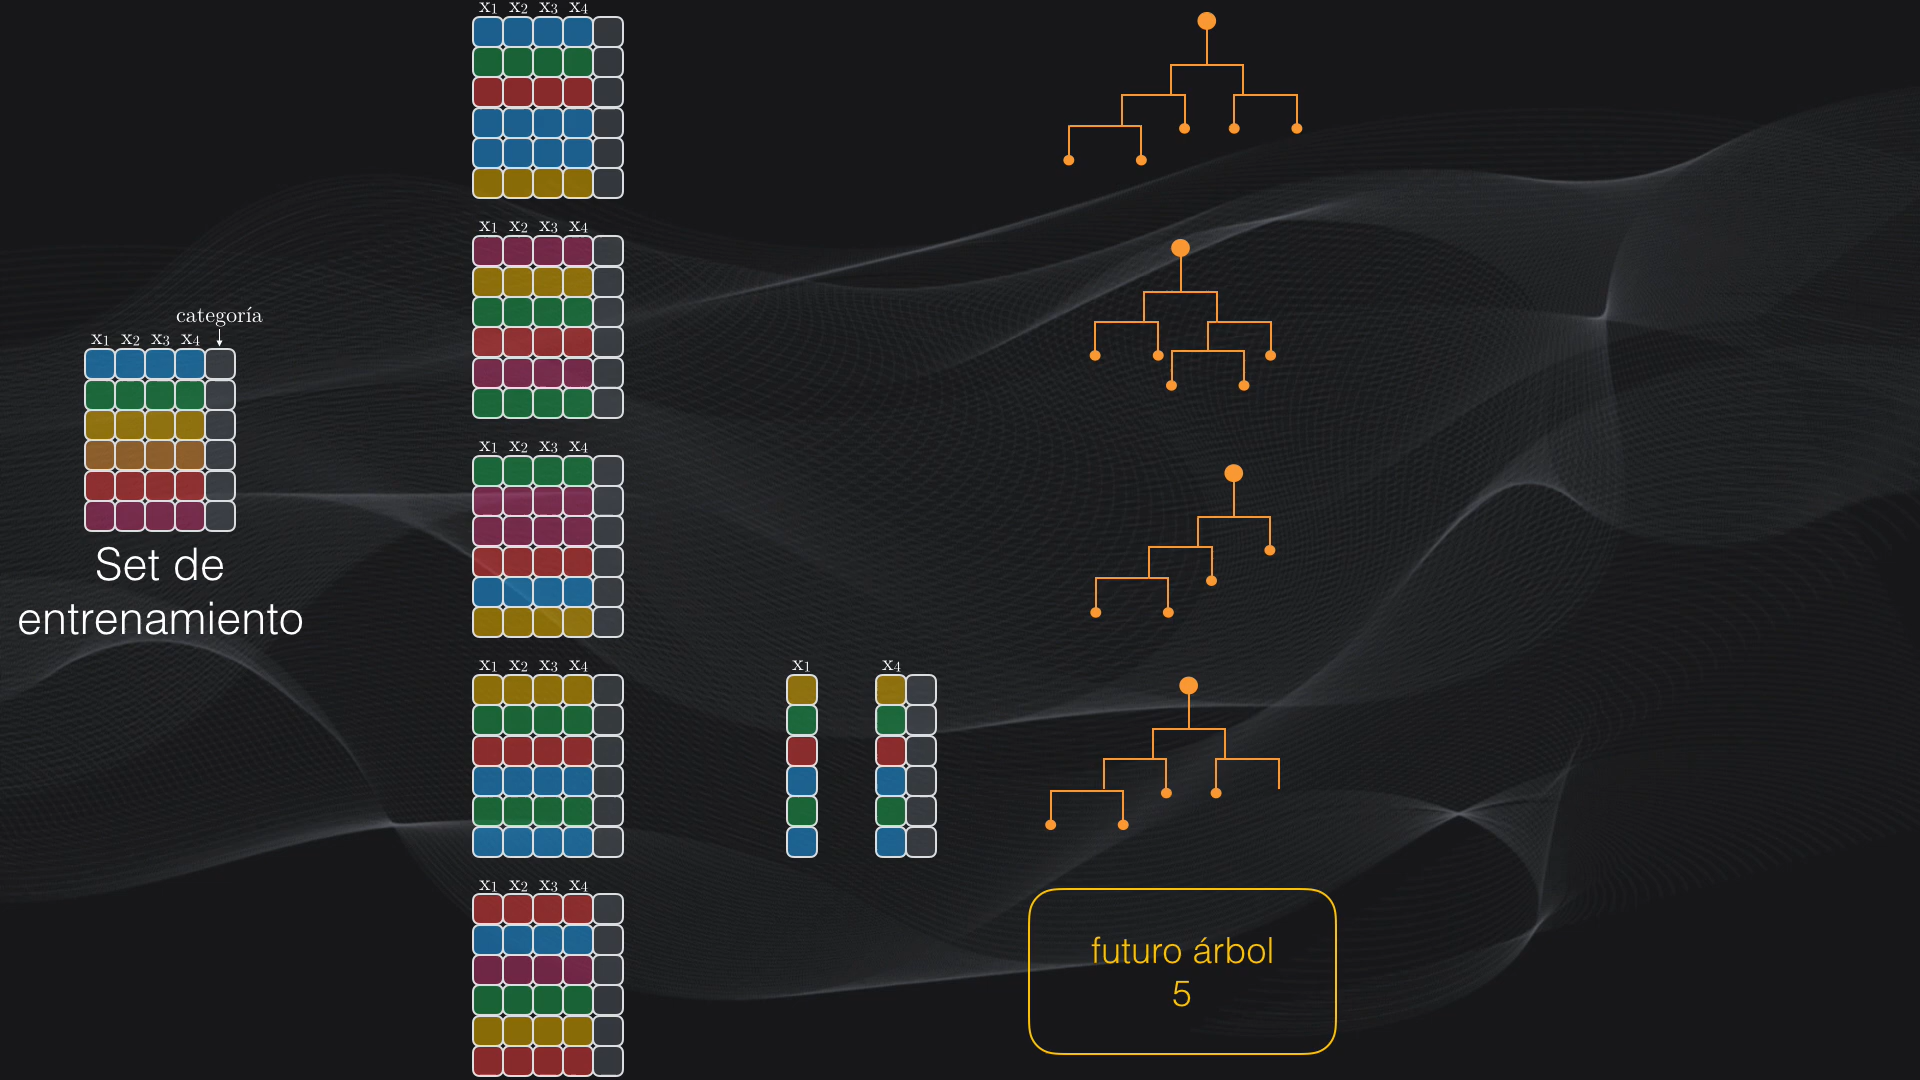 x₁ x₂ x₃ x₄
x₁ x₂ x₃ x₄
categoría
x₁ x₂ x₃ x₄
Set de
entrenamiento
x₁ x₂ x₃ x₄
x₁ x₂ x₃ x₄
x₁
x₄
x₁ x₂ x₃ x₄
futuro árbol
5